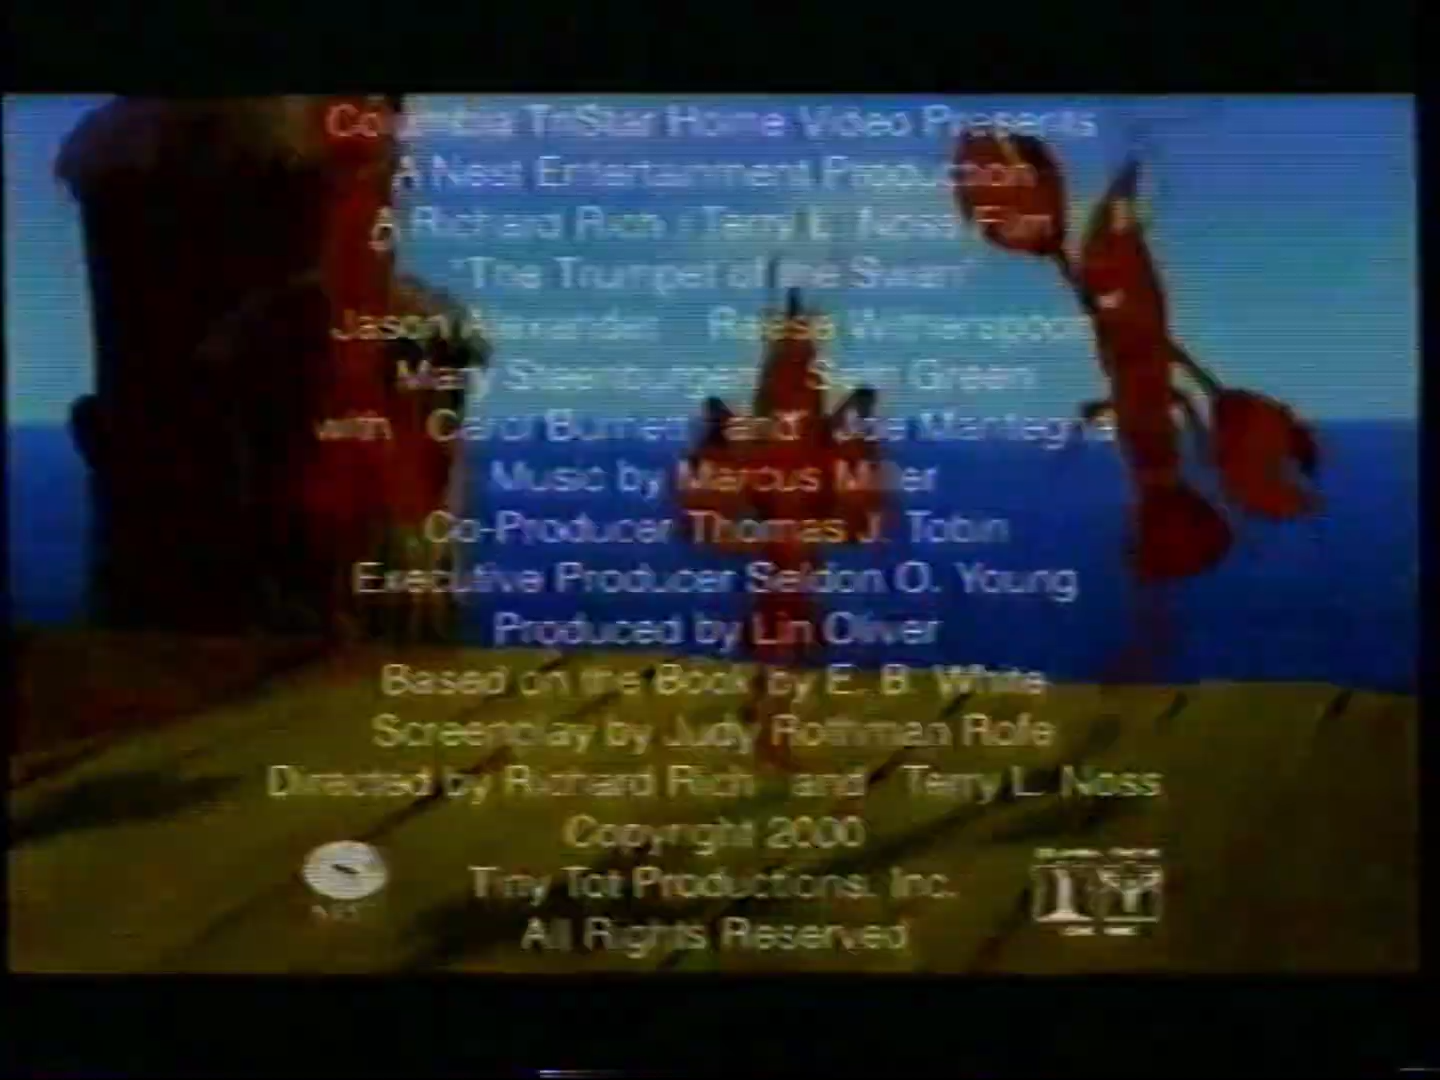 Columbia TriStar Home Video Presents
A Nest Entertainment Production
A Richard Rich / Terry L. Noss Film
"The Trumpet of the Swan"
Jason Alexander Reese Witherspoon
Mary Steenburgen Seth Green
with Carol Burnett and Joe Mantegna
Music by Marcus Miller
Co-Producer Thomas J. Tobin
Executive Producer Seldon O. Young
Produced by Lin Oliver
Based on the Book by E. B. White
Screenplay by Judy Rothman Rofe
Directed by Richard Rich and Terry L. Noss
Copyright 2000
Tiny Tot Productions, Inc.
All Rights Reserved